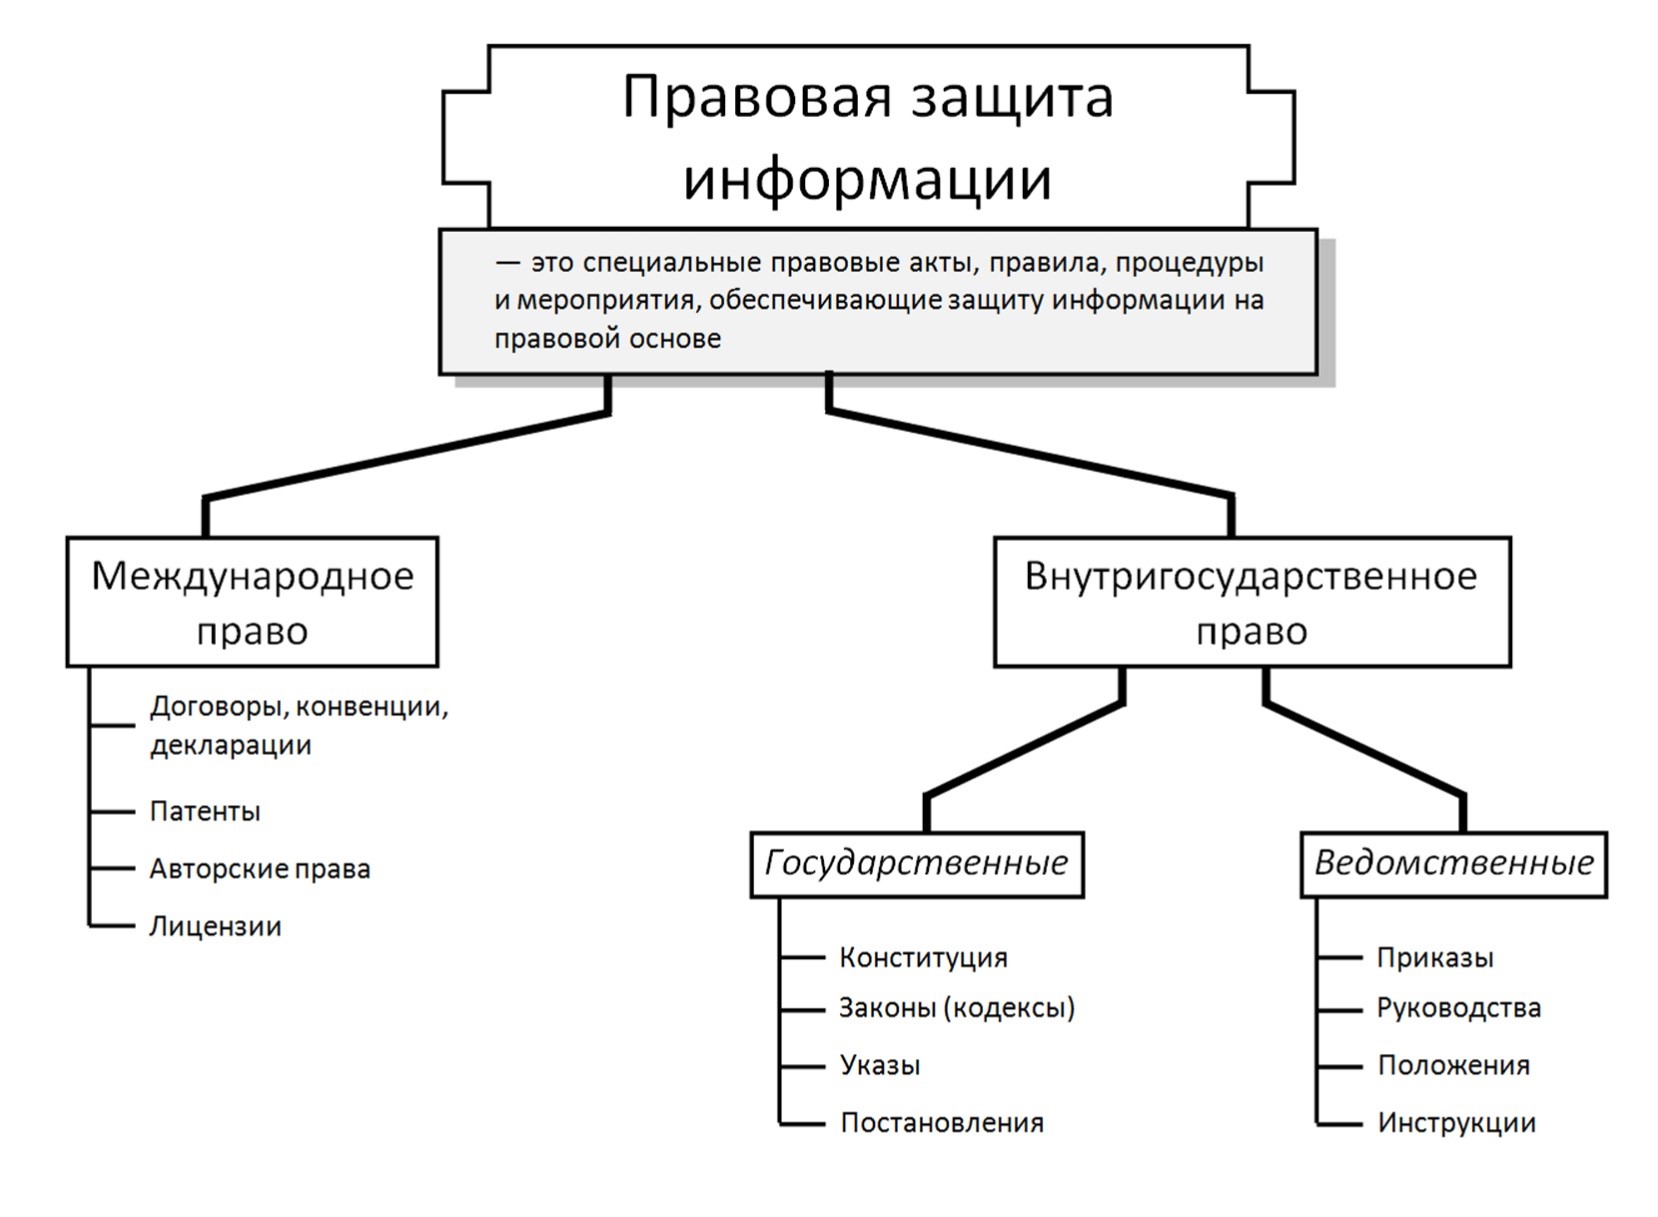 Правовая защита
информации
— это специальные правовые акты, правила, процедуры
и мероприятия, обеспечивающие защиту информации на
правовой основе
Международное
право
Договоры, конвенции,
декларации
Патенты
Авторские права
Лицензии
Внутригосударственное
право
Государственные
Конституция
Законы (кодексы)
Указы
Постановления
Ведомственные
Приказы
Руководства
Положения
Инструкции